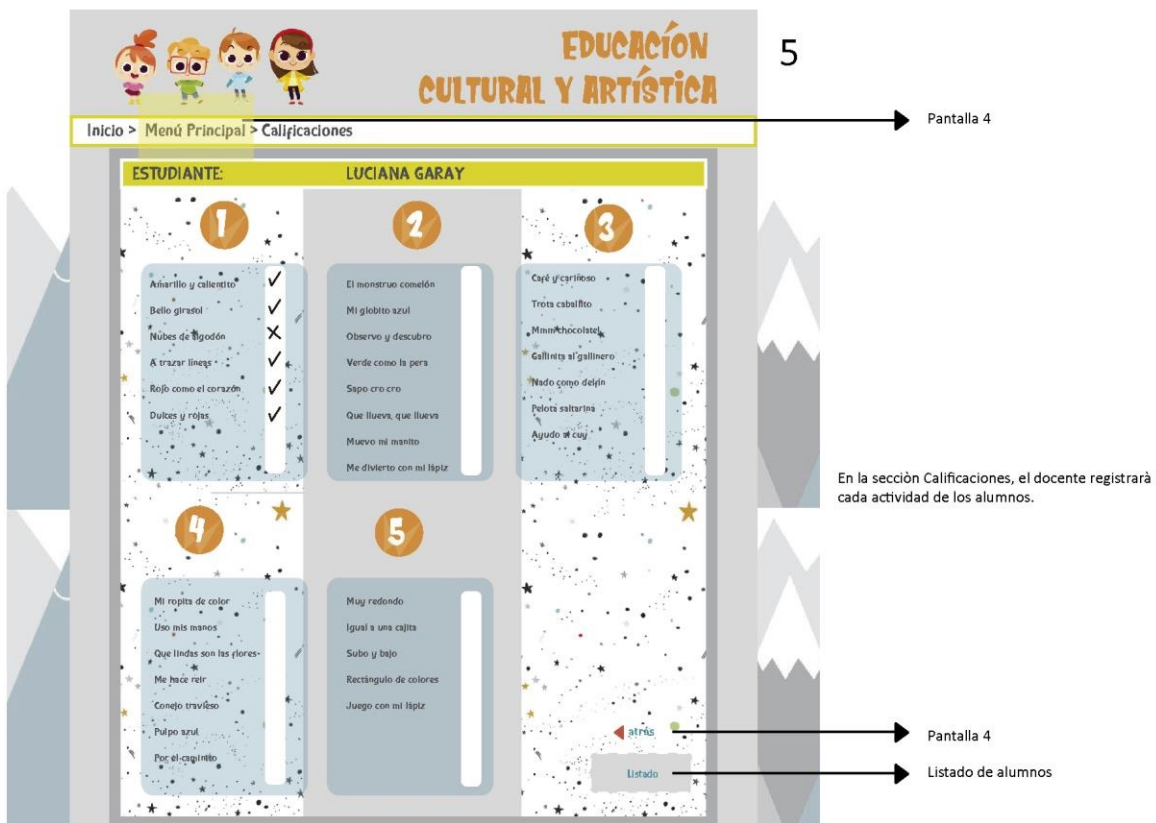 EDUCACÍON
CULTURAL Y ARTÍSTICA
5
Inicio > Menú Principal > Calificaciones
Pantalla 4
ESTUDIANTE: LUCIANA GARAY
1
Amarillo y calientito
Bello girasol
Nubes de algodón
A trazar líneas
Rojo como el corazón
Dulces y rojas
2
El monstruo comelón
Mi globito azul
Observo y descubro
Verde como la pera
Sapo cro cro
Que llueva, que llueva
Muevo mi manito
Me divierto con mi lápiz
3
Café y cariñoso
Trota caballito
Mmm chocolate
Gallinita al gallinero
Nado como delfín
Pelota saltarina
Ayudo al cuy
En la secciòn Calificaciones, el docente registrarà
cada actividad de los alumnos.
4
Mi ropita de color
Uso mis manos
Que lindas son las flores
Me hace reir
Conejo travieso
Pulpo azul
Por el caminito
5
Muy redondo
Igual a una cajita
Subo y bajo
Rectángulo de colores
Juego con mi lápiz
atrás
Pantalla 4
Listado
Listado de alumnos